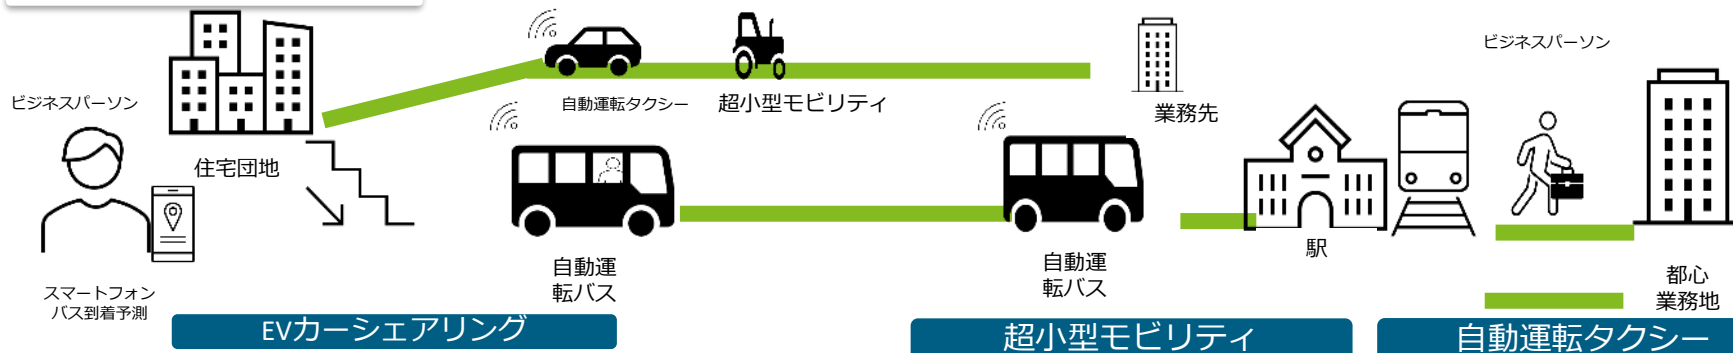 ビジネスパーソン
スマートフォン
バス到着予測
住宅団地
自動運転タクシー
超小型モビリティ
業務先
自動運
転バス
自動運
転バス
駅
ビジネスパーソン
都心
業務地
EVカーシェアリング
超小型モビリティ
自動運転タクシー